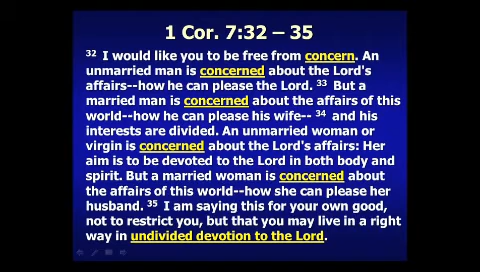 1 Cor. 7:32 – 35
32 I would like you to be free from concern. An
unmarried man is concerned about the Lord's
affairs--how he can please the Lord. 33 But a
married man is concerned about the affairs of this
world--how he can please his wife-- 34 and his
interests are divided. An unmarried woman or
virgin is concerned about the Lord's affairs: Her
aim is to be devoted to the Lord in both body and
spirit. But a married woman is concerned about
the affairs of this world--how she can please her
husband. 35 I am saying this for your own good,
not to restrict you, but that you may live in a right
way in undivided devotion to the Lord.